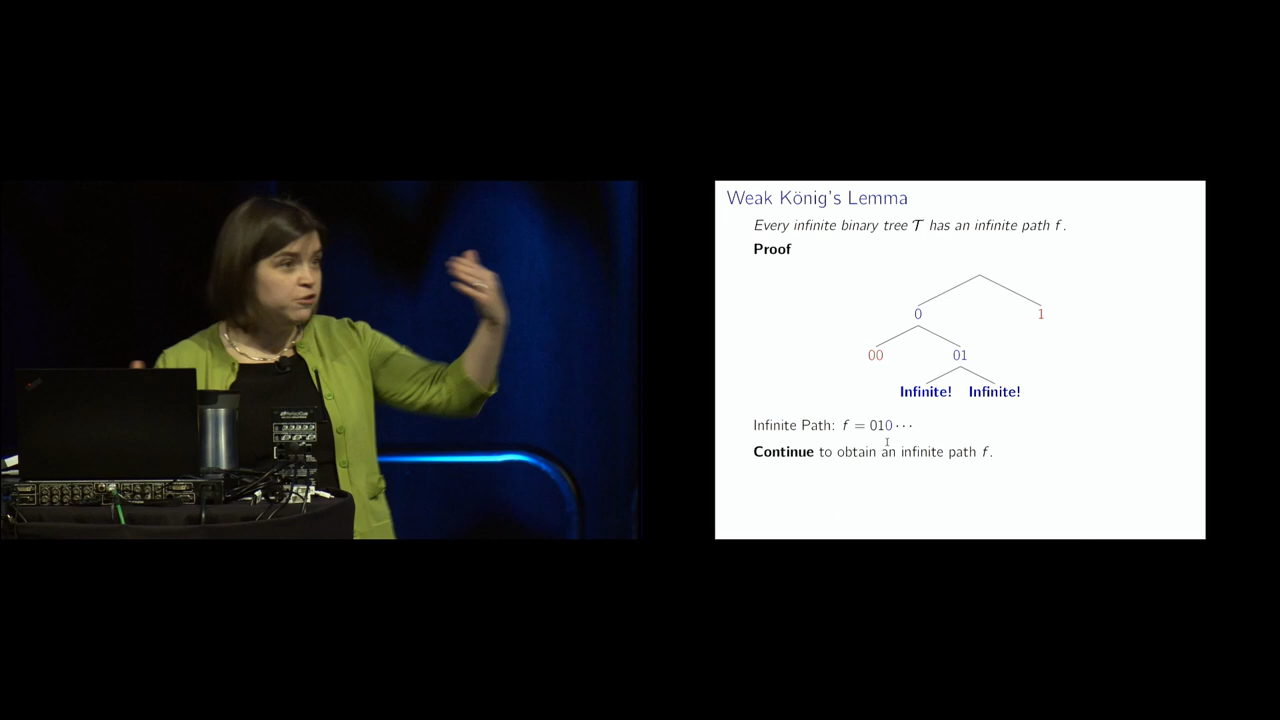 Weak König's Lemma
Every infinite binary tree 𝒯 has an infinite path f.
Proof
0 1
00 01
Infinite! Infinite!
Infinite Path: f = 010···
Continue to obtain an infinite path f.